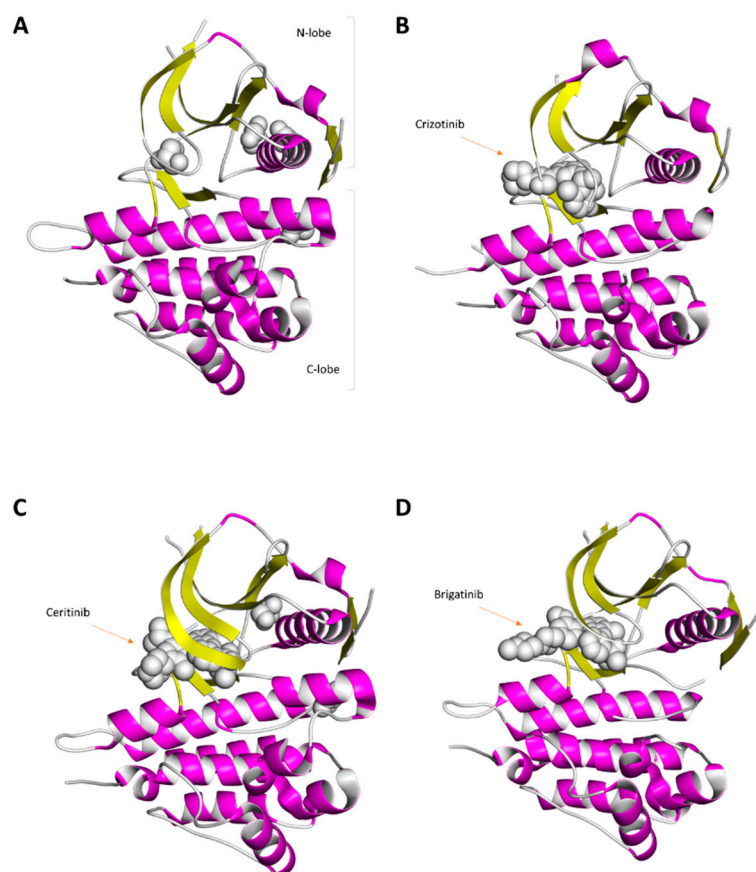 A
N-lobe
C-lobe
B
Crizotinib
C
Ceritinib
D
Brigatinib